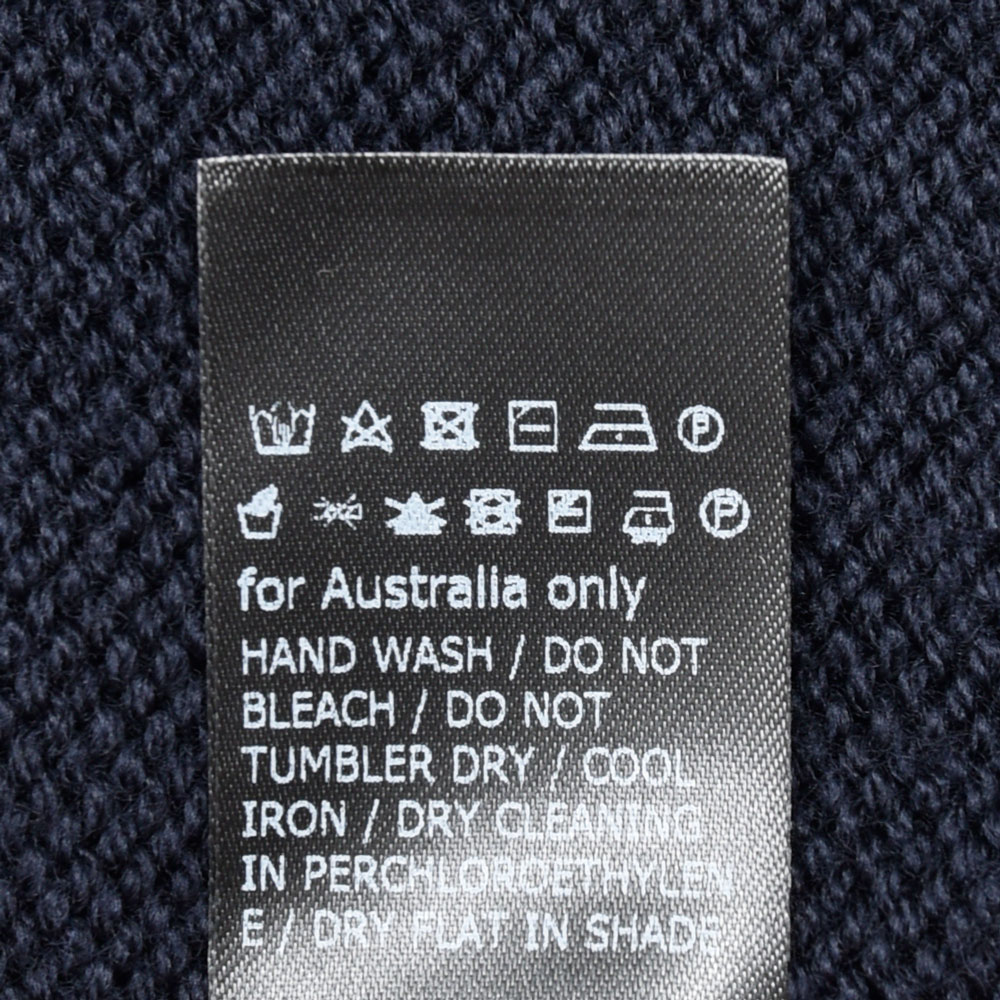 P
P
for Australia only
HAND WASH / DO NOT
BLEACH / DO NOT
TUMBLER DRY / COOL
IRON / DRY CLEANING
IN PERCHLOROETHYLEN
E / DRY FLAT IN SHADE